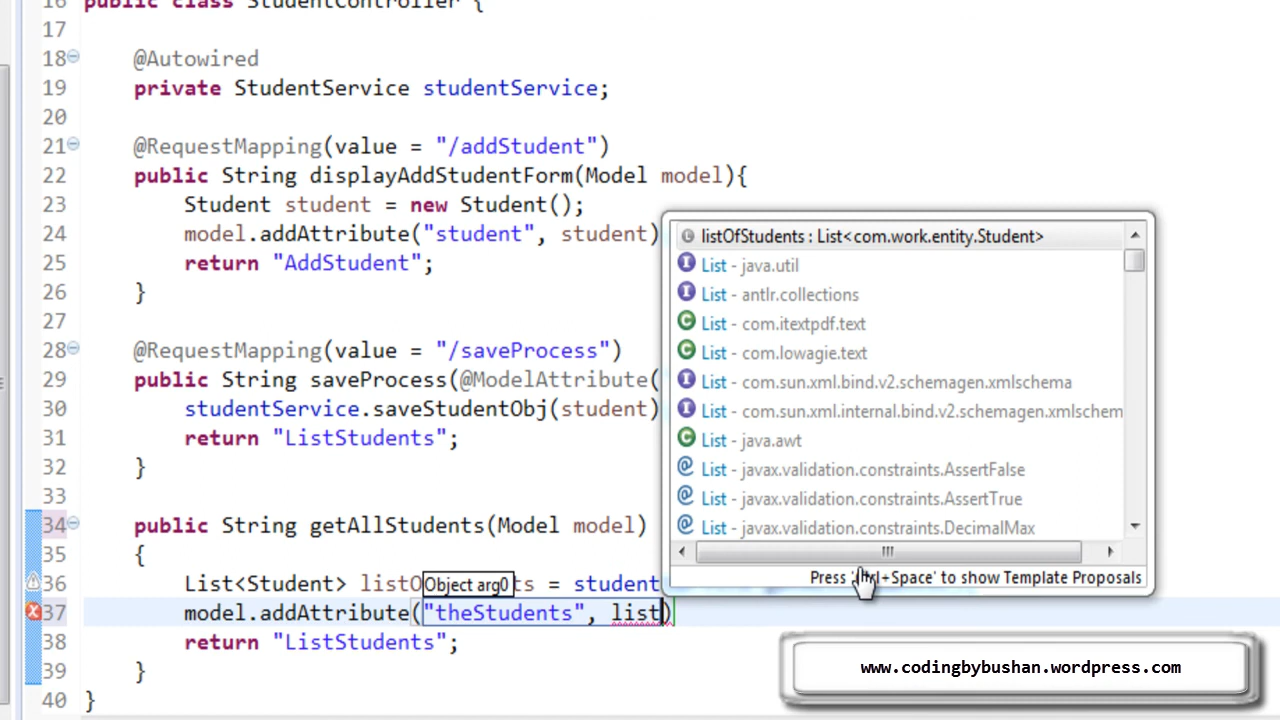 16 public class StudentController {
17
18 @Autowired
19 private StudentService studentService;
20
21 @RequestMapping(value = "/addStudent")
22 public String displayAddStudentForm(Model model){
23 Student student = new Student();
24 model.addAttribute("student", student)
25 return "AddStudent";
26 }
27
28 @RequestMapping(value = "/saveProcess")
29 public String saveProcess(@ModelAttribute(
30 studentService.saveStudentObj(student)
31 return "ListStudents";
32 }
33
34 public String getAllStudents(Model model)
35 {
36 List<Student> listO ts = student
Object arg0
37 model.addAttribute("theStudents", list)
38 return "ListStudents";
39 }
40 }
listOfStudents : List<com.work.entity.Student>
List - java.util
List - antlr.collections
List - com.itextpdf.text
List - com.lowagie.text
List - com.sun.xml.bind.v2.schemagen.xmlschema
List - com.sun.xml.internal.bind.v2.schemagen.xmlschem
List - java.awt
List - javax.validation.constraints.AssertFalse
List - javax.validation.constraints.AssertTrue
List - javax.validation.constraints.DecimalMax
Press 'Ctrl+Space' to show Template Proposals
www.codingbybushan.wordpress.com